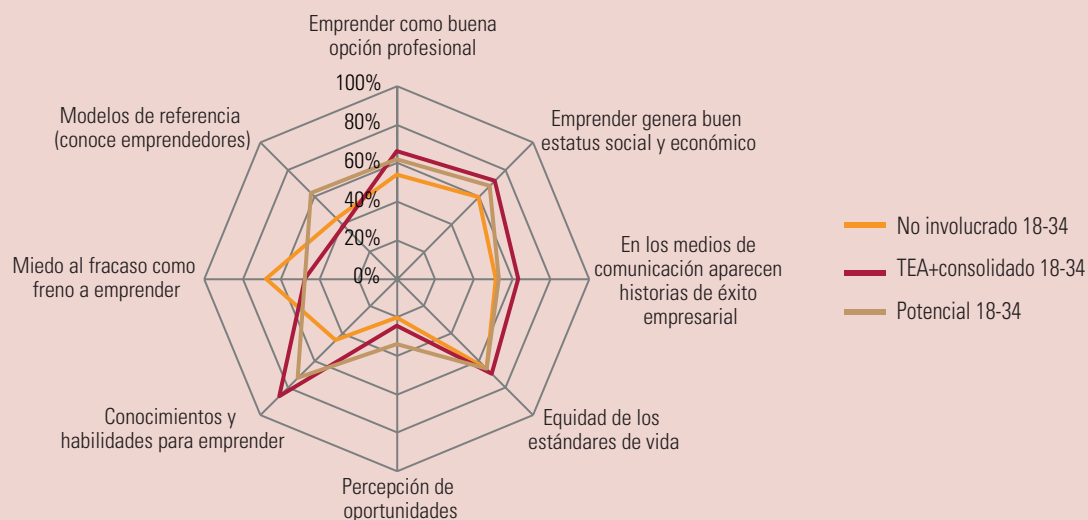 Emprender como buena
opción profesional
100%
80%
60%
40%
20%
0%
Modelos de referencia
(conoce emprendedores)
Emprender genera buen
estatus social y económico
Miedo al fracaso como
freno a emprender
En los medios de
comunicación aparecen
historias de éxito
empresarial
Conocimientos y
habilidades para emprender
Equidad de los
estándares de vida
Percepción de
oportunidades
No involucrado 18-34
TEA+consolidado 18-34
Potencial 18-34